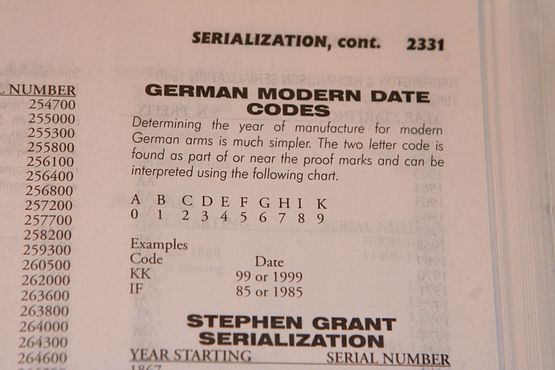 SERIALIZATION, cont. 2331
NUMBER
254700
255000
255300
255800
256100
256400
256800
257200
257700
258200
259300
260500
262000
263600
263800
264000
264300
264600
GERMAN MODERN DATE
CODES
Determining the year of manufacture for modern
German arms is much simpler. The two letter code is
found as part of or near the proof marks and can be
interpreted using the following chart.
A B C D E F G H I K
0 1 2 3 4 5 6 7 8 9
Examples
Code Date
KK 99 or 1999
IF 85 or 1985
STEPHEN GRANT
SERIALIZATION
YEAR STARTING SERIAL NUMBER
1867